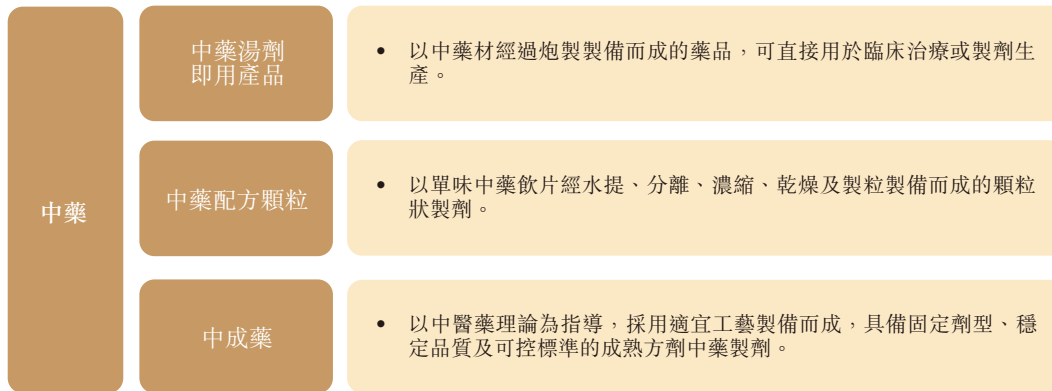 中藥
中藥湯劑
即用產品
• 以中藥材經過炮製製備而成的藥品，可直接用於臨床治療或製劑生
產。
中藥配方顆粒
• 以單味中藥飲片經水提、分離、濃縮、乾燥及製粒製備而成的顆粒
狀製劑。
中成藥
• 以中醫藥理論為指導，採用適宜工藝製備而成，具備固定劑型、穩
定品質及可控標準的成熟方劑中藥製劑。